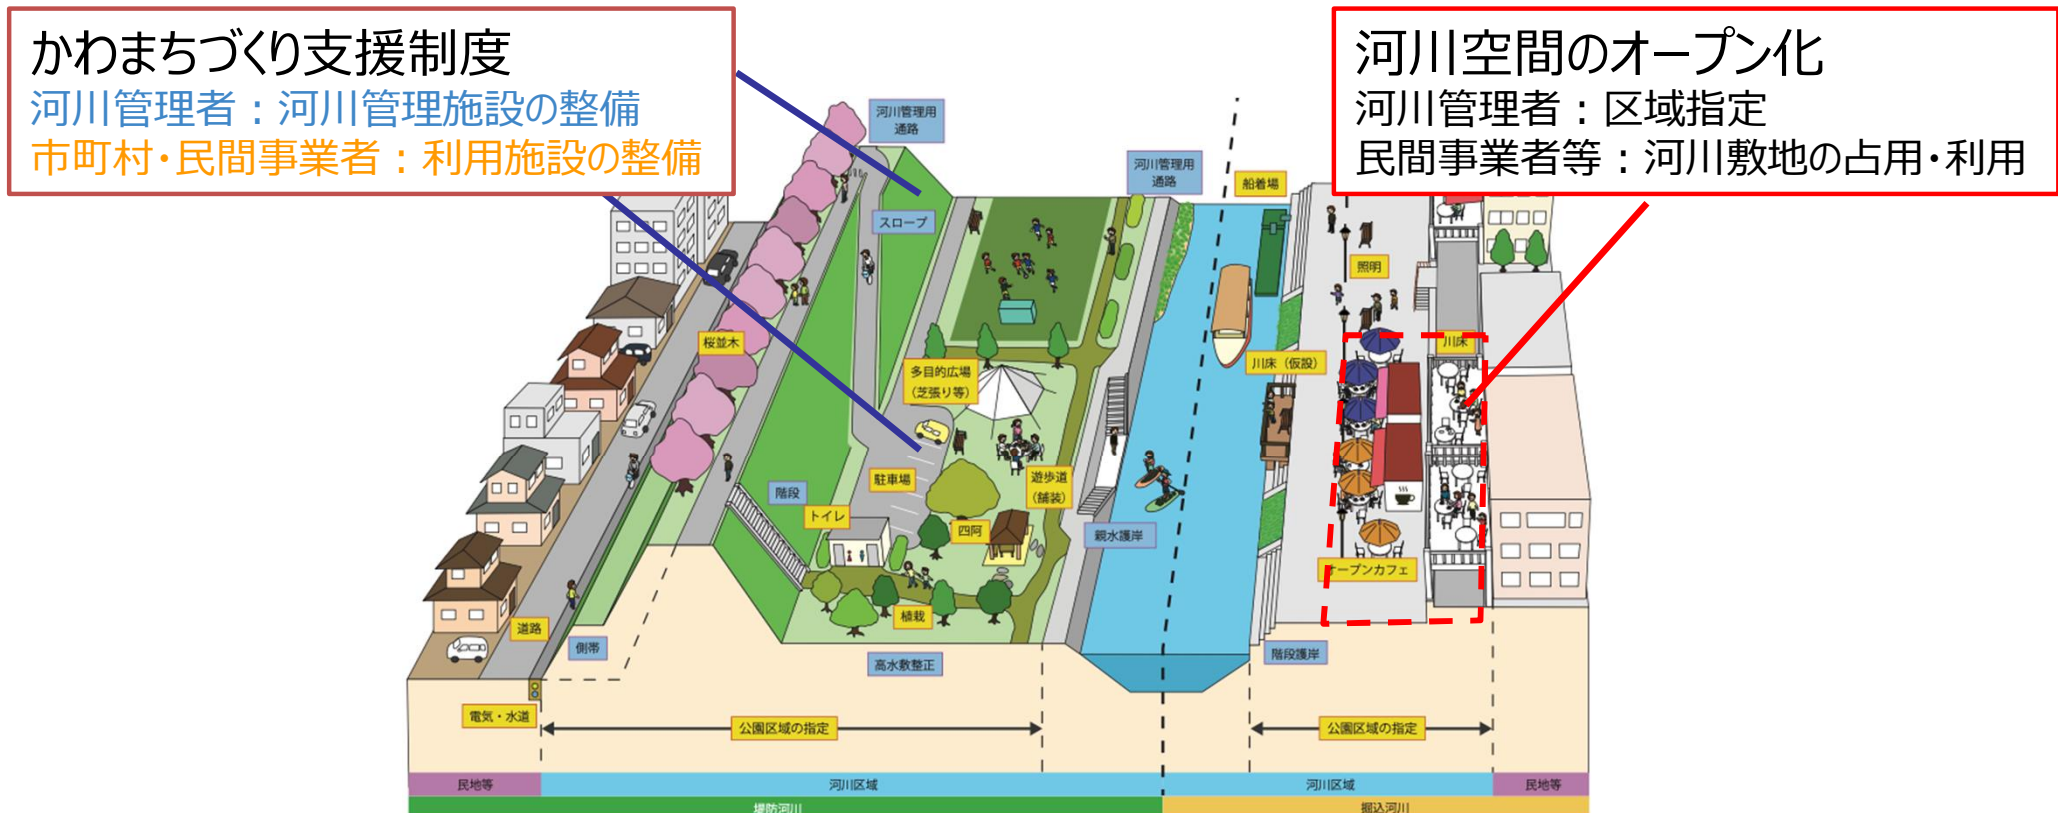 かわまちづくり支援制度
河川管理者：河川管理施設の整備
市町村・民間事業者：利用施設の整備
河川空間のオープン化
河川管理者：区域指定
民間事業者等：河川敷地の占用・利用
河川管理用
通路
河川管理用
通路
船着場
スロープ
照明
桜並木
川床
多目的広場
（芝張り等）
川床（仮設）
駐車場
遊歩道
（舗装）
階段
トイレ
四阿
親水護岸
オープンカフェ
植栽
道路
側帯
高水敷整正
階段護岸
電気・水道
公園区域の指定
公園区域の指定
民地等
河川区域
河川区域
民地等
堤防河川
掘込河川